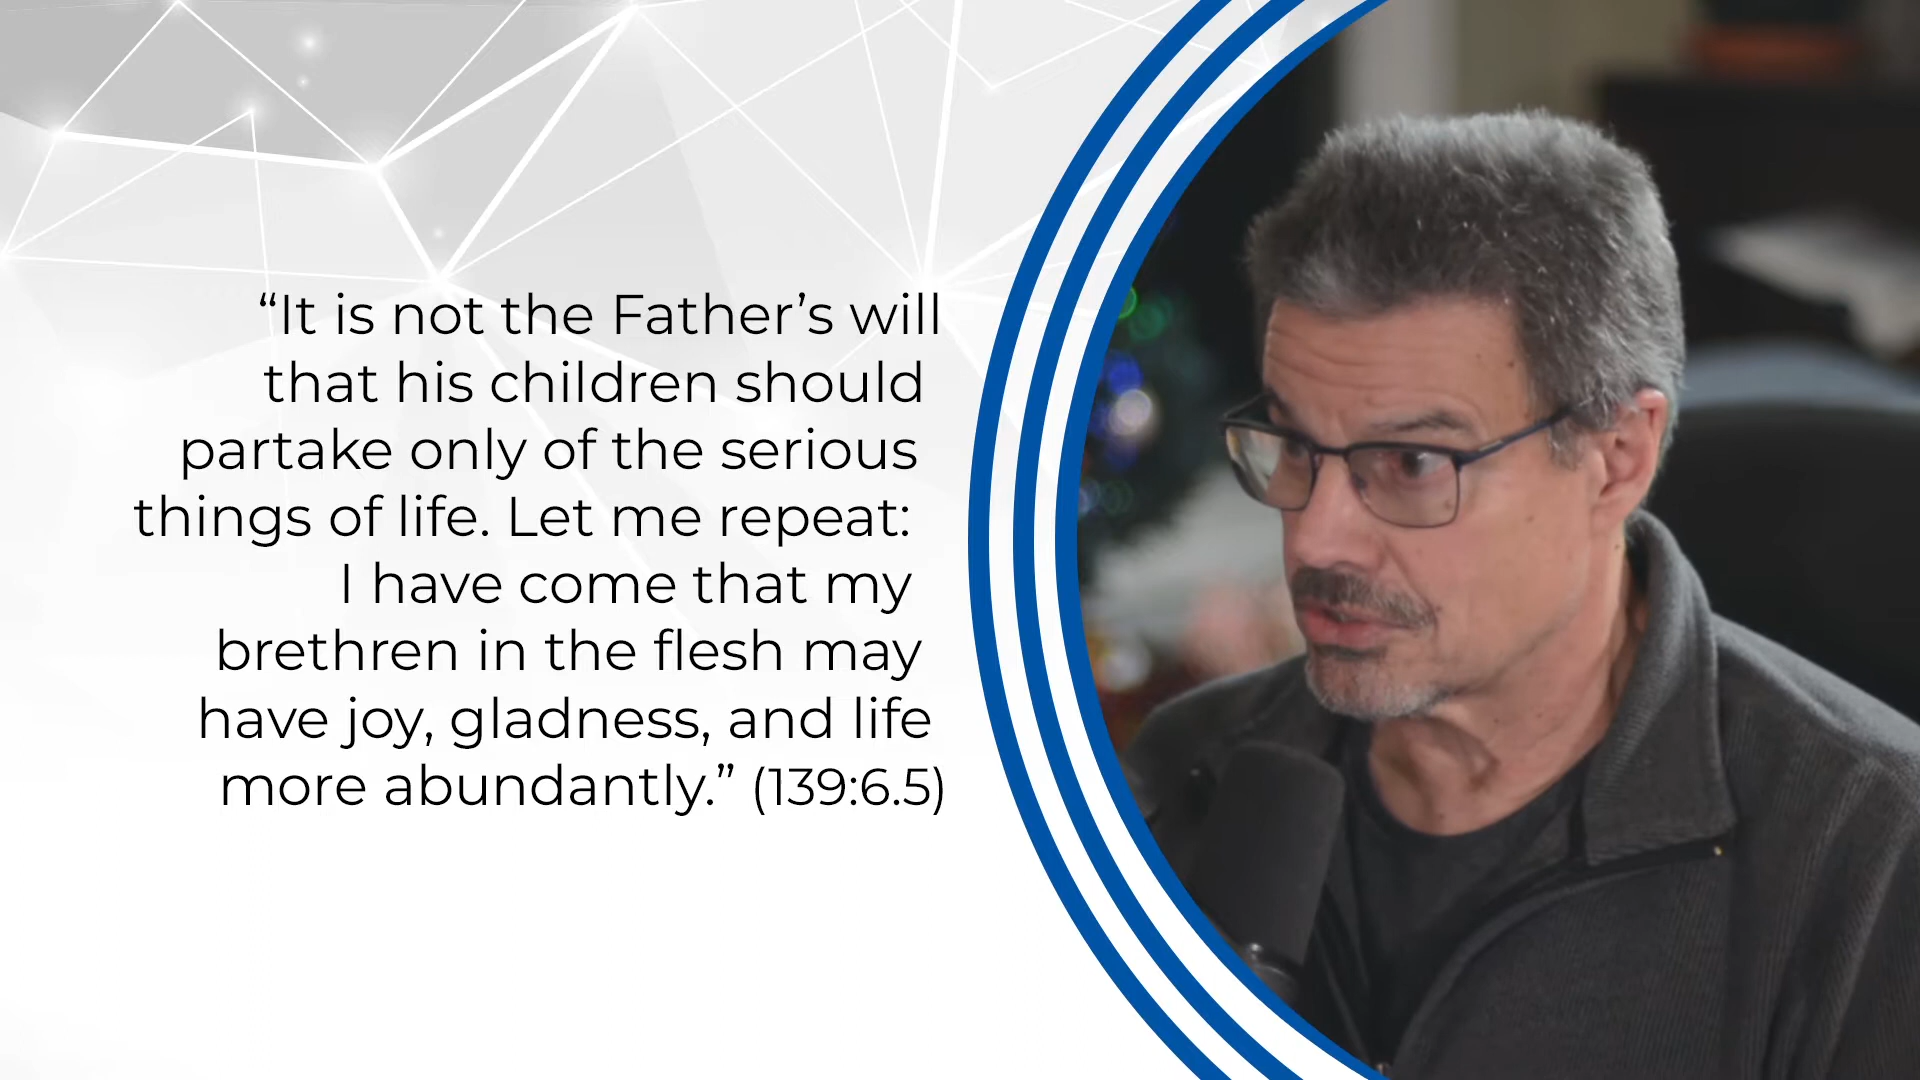 “It is not the Father’s will
that his children should
partake only of the serious
things of life. Let me repeat:
I have come that my
brethren in the flesh may
have joy, gladness, and life
more abundantly.” (139:6.5)